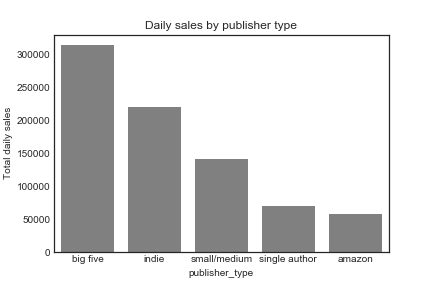 Daily sales by publisher type
Total daily sales
300000
250000
200000
150000
100000
50000
0
big five indie small/medium single author amazon
publisher_type